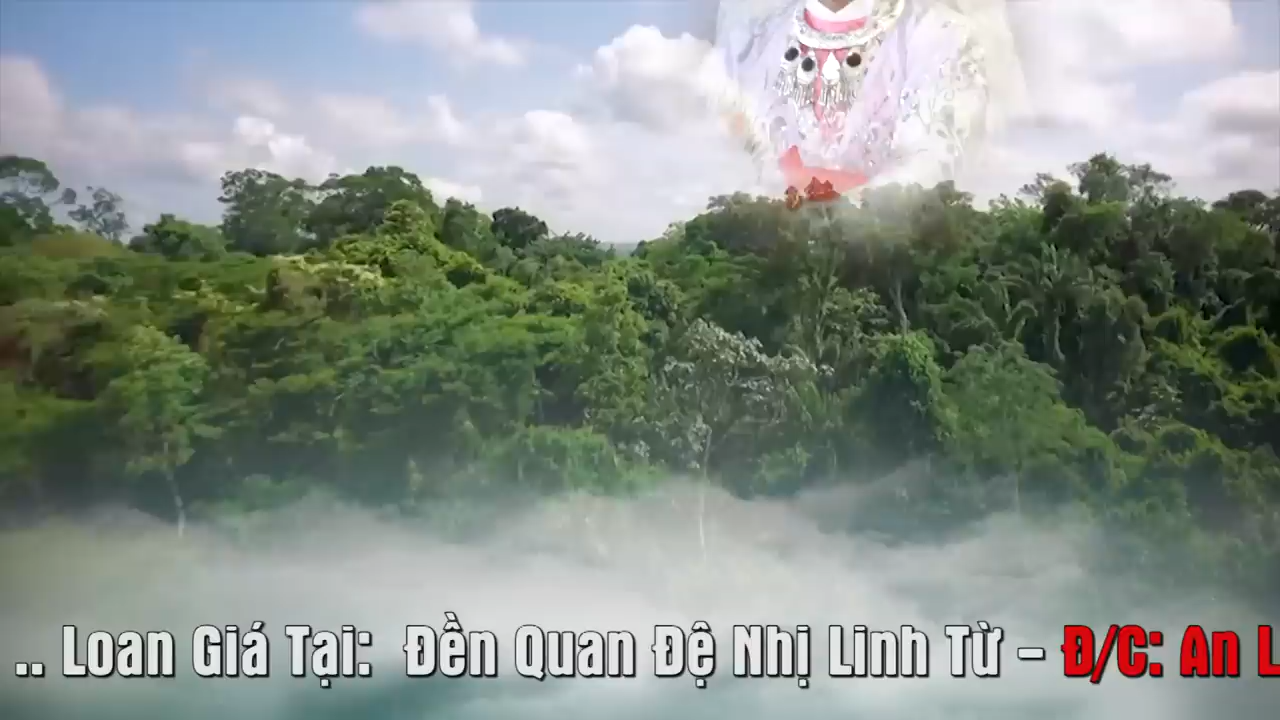 .. Loan Giá Tại: Đền Quan Đệ Nhị Linh Từ - Đ/C: An L